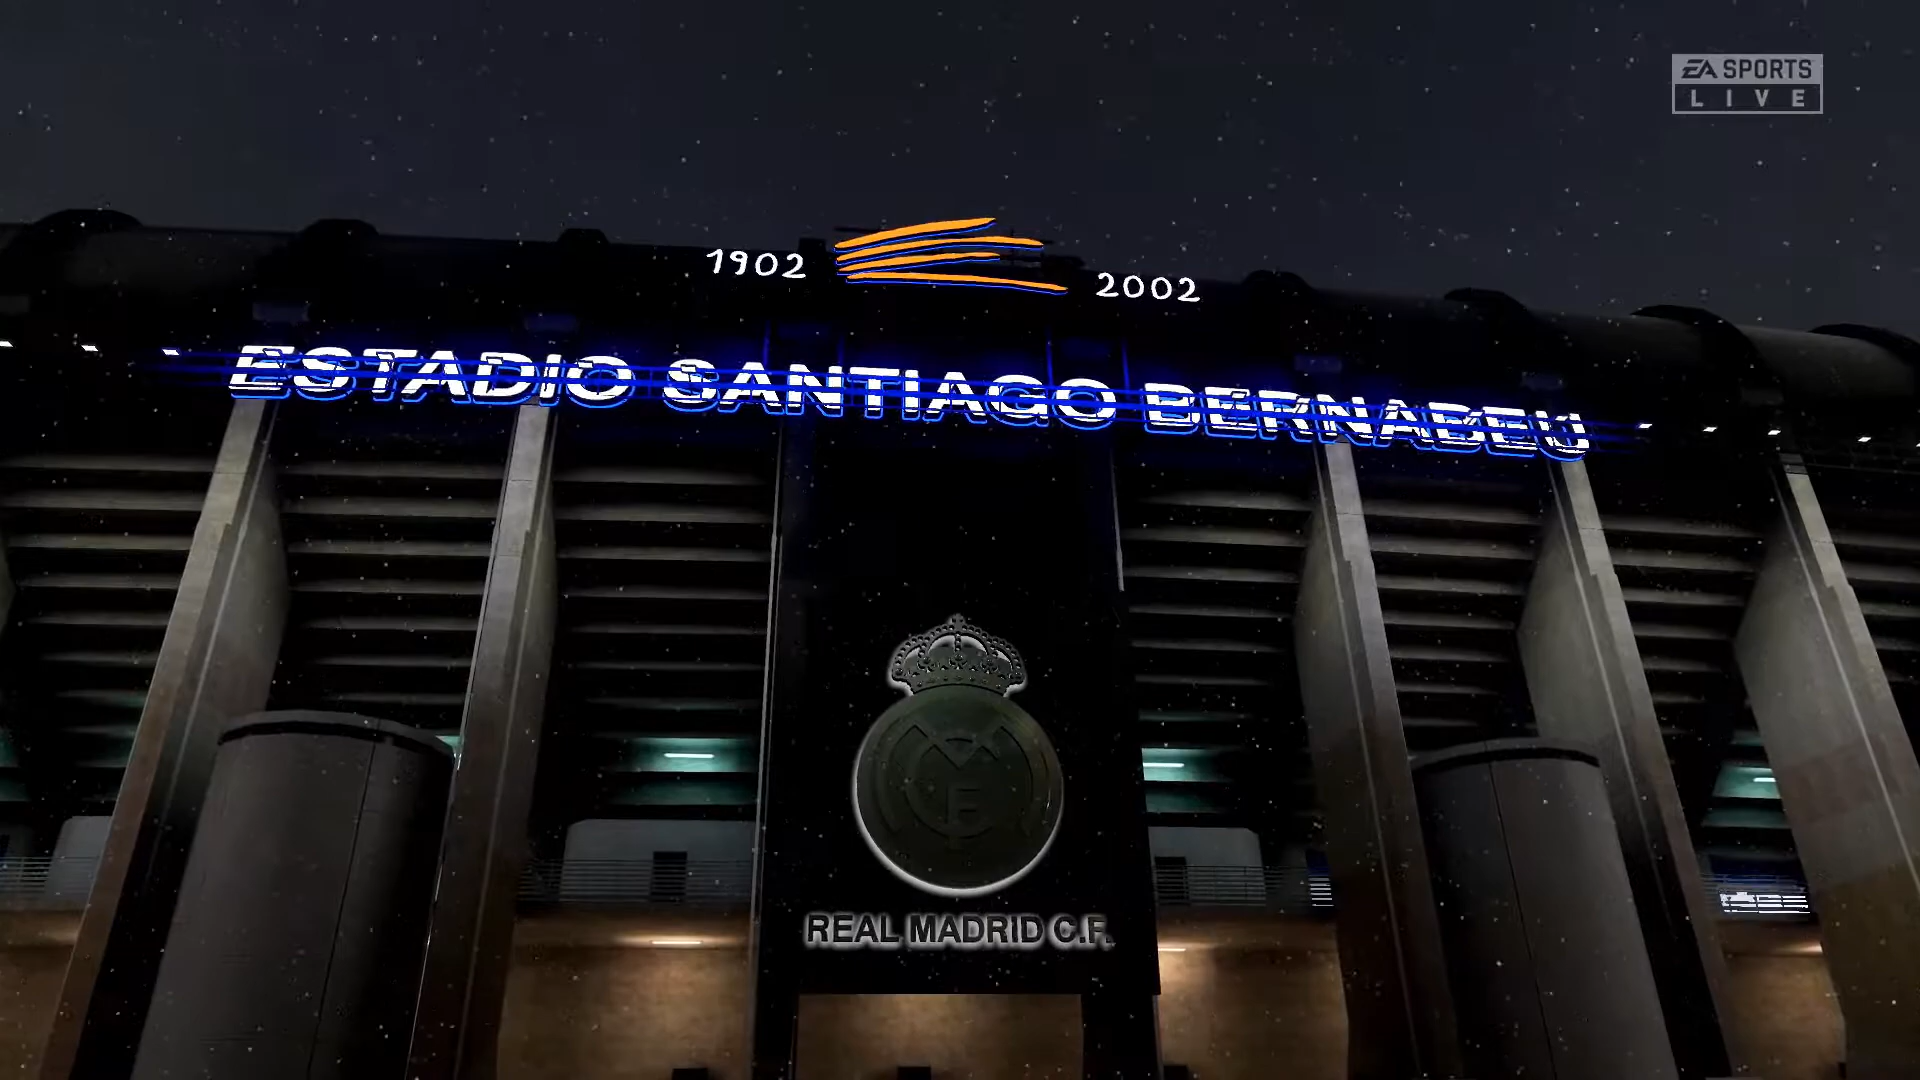 EA SPORTS
LIVE
1902
2002
ESTADIO SANTIAGO BERNABEU
REAL MADRID C.F.